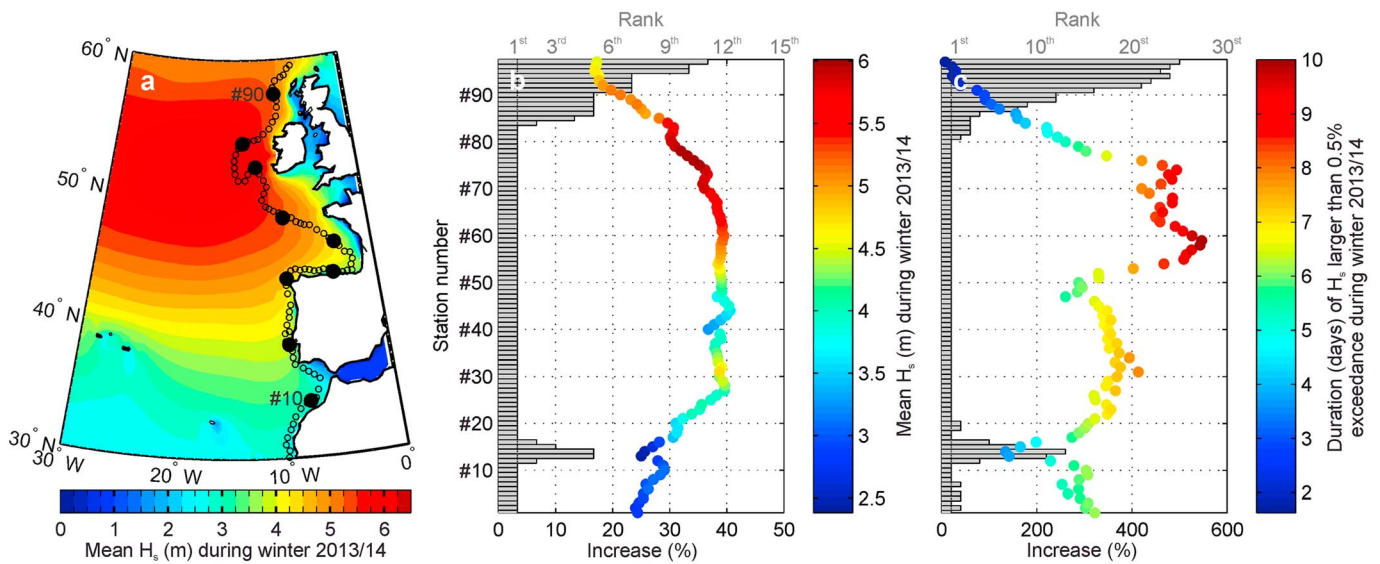 a
60° N
50° N
40° N
30° N
30° W
20 W
10 W
0
#90
#10
0 1 2 3 4 5 6
Mean Hs (m) during winter 2013/14
Rank
1st 3rd 6th 9th 12th 15th
b
Station number
#90
#80
#70
#60
#50
#40
#30
#20
#10
0 10 20 30 40 50
Increase (%)
6
5.5
5
4.5
4
3.5
3
2.5
Mean Hs (m) during winter 2013/14
Rank
1st 10th 20st 30st
c
0 200 400 600
Increase (%)
10
9
8
7
6
5
4
3
2
Duration (days) of Hs larger than 0.5%
exceedance during winter 2013/14